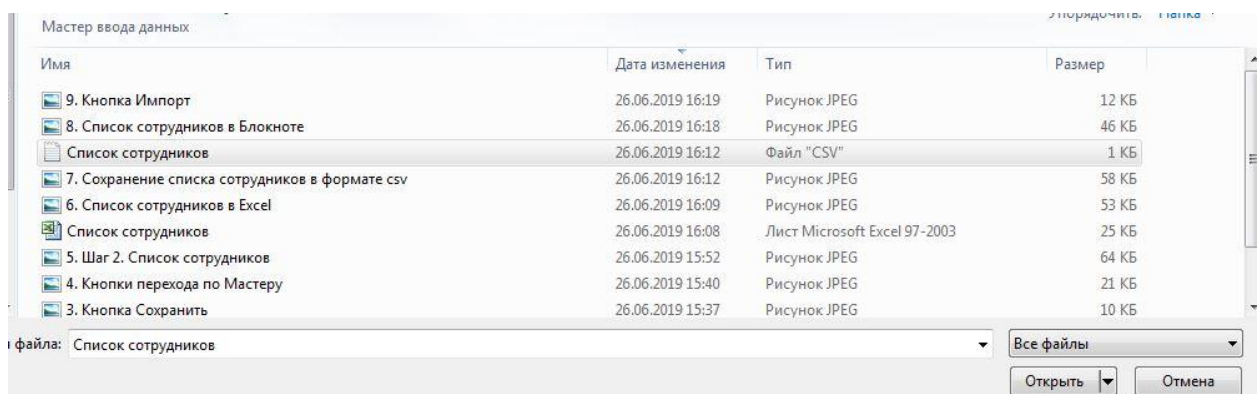 Упорядочить: Папка
Мастер ввода данных
Имя Дата изменения Тип Размер
9. Кнопка Импорт 26.06.2019 16:19 Рисунок JPEG 12 КБ
8. Список сотрудников в Блокноте 26.06.2019 16:18 Рисунок JPEG 46 КБ
Список сотрудников 26.06.2019 16:12 Файл "CSV" 1 КБ
7. Сохранение списка сотрудников в формате csv 26.06.2019 16:12 Рисунок JPEG 58 КБ
6. Список сотрудников в Excel 26.06.2019 16:09 Рисунок JPEG 53 КБ
Список сотрудников 26.06.2019 16:08 Лист Microsoft Excel 97-2003 25 КБ
5. Шаг 2. Список сотрудников 26.06.2019 15:52 Рисунок JPEG 64 КБ
4. Кнопки перехода по Мастеру 26.06.2019 15:40 Рисунок JPEG 21 КБ
3. Кнопка Сохранить 26.06.2019 15:37 Рисунок JPEG 10 КБ
файла: Список сотрудников Все файлы
Открыть Отмена